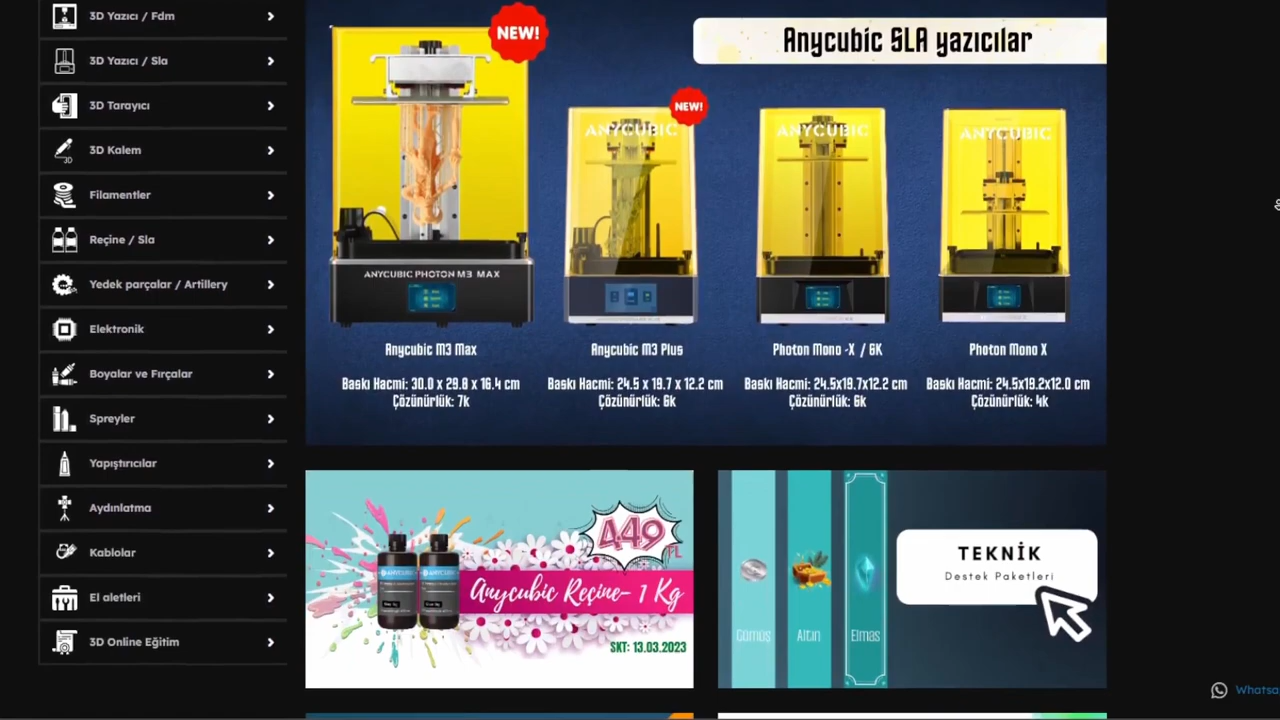 3D Yazıcı / Fdm
3D Yazıcı / Sla
3D Tarayıcı
3D Kalem
Filamentler
Reçine / Sla
Yedek parçalar / Artillery
Elektronik
Boyalar ve Fırçalar
Spreyler
Yapıştırıcılar
Aydınlatma
Kablolar
El aletleri
3D Online Eğitim
Anycubic SLA yazıcılar
NEW!
NEW!
ANYCUBIC
ANYCUBIC
ANYCUBIC
ANYCUBIC PHOTON M3 MAX
Anycubic M3 Max
Baskı Hacmi: 30.0 x 29.8 x 16.4 cm
Çözünürlük: 7k
Anycubic M3 Plus
Baskı Hacmi: 24.5 x 19.7 x 12.2 cm
Çözünürlük: 6k
Photon Mono -X / 6K
Baskı Hacmi: 24.5x19.7x12.2 cm
Çözünürlük: 6k
Photon Mono X
Baskı Hacmi: 24.5x19.2x12.0 cm
Çözünürlük: 4k
449 TL
Anycubic Reçine- 1 Kg
SKT: 13.03.2023
Gümüş
Altın
Elmas
TEKNİK
Destek Paketleri
Whatsa